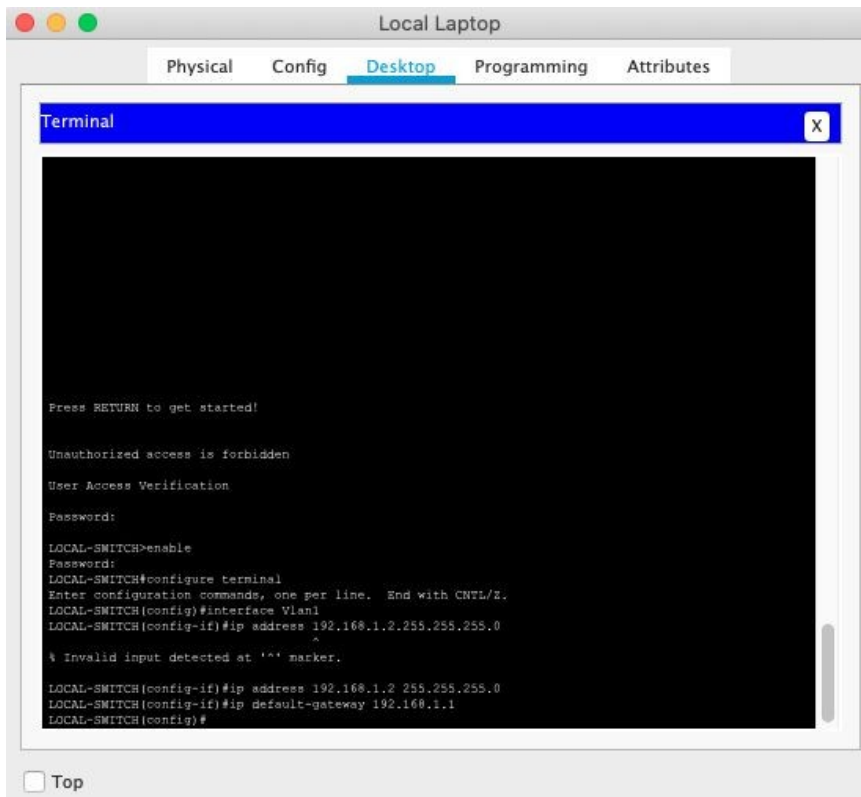 Local Laptop
Physical Config Desktop Programming Attributes
Terminal X
Press RETURN to get started!
Unauthorized access is forbidden
User Access Verification
Password:
LOCAL-SWITCH>enable
Password:
LOCAL-SWITCH#configure terminal
Enter configuration commands, one per line. End with CNTL/Z.
LOCAL-SWITCH(config)#interface Vlan1
LOCAL-SWITCH(config-if)#ip address 192.168.1.2.255.255.255.0
^
% Invalid input detected at '^' marker.
LOCAL-SWITCH(config-if)#ip address 192.168.1.2 255.255.255.0
LOCAL-SWITCH(config-if)#ip default-gateway 192.168.1.1
LOCAL-SWITCH(config)#
Top